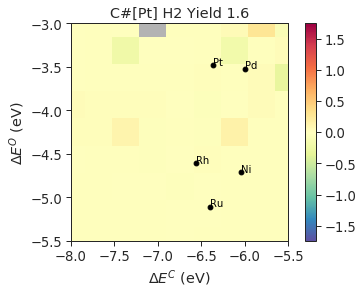 C#[Pt] H2 Yield 1.6
−3.0
−3.5
−4.0
−4.5
−5.0
−5.5
ΔE^O (eV)
Pt
Pd
Rh
Ni
Ru
−8.0 −7.5 −7.0 −6.5 −6.0 −5.5
ΔE^C (eV)
1.5
1.0
0.5
0.0
−0.5
−1.0
−1.5